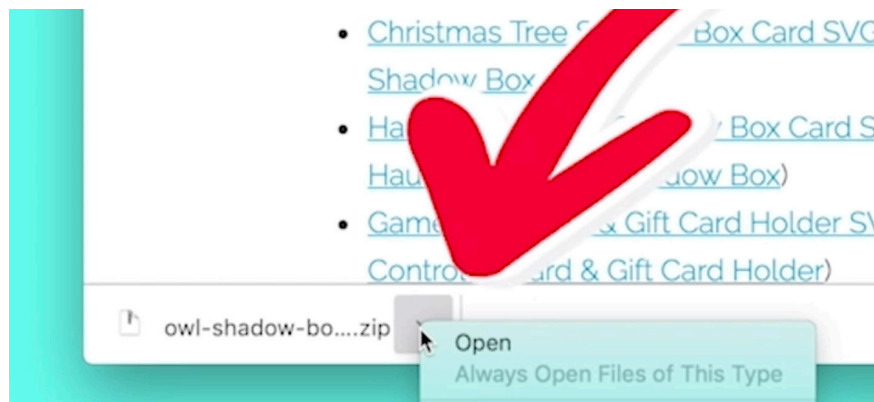 Christmas Tree Box Card SVG
Shadow Box
Ha Box Card S
Hau dow Box)
Game & Gift Card Holder SV
Contro ard & Gift Card Holder)
owl-shadow-bo....zip
Open
Always Open Files of This Type